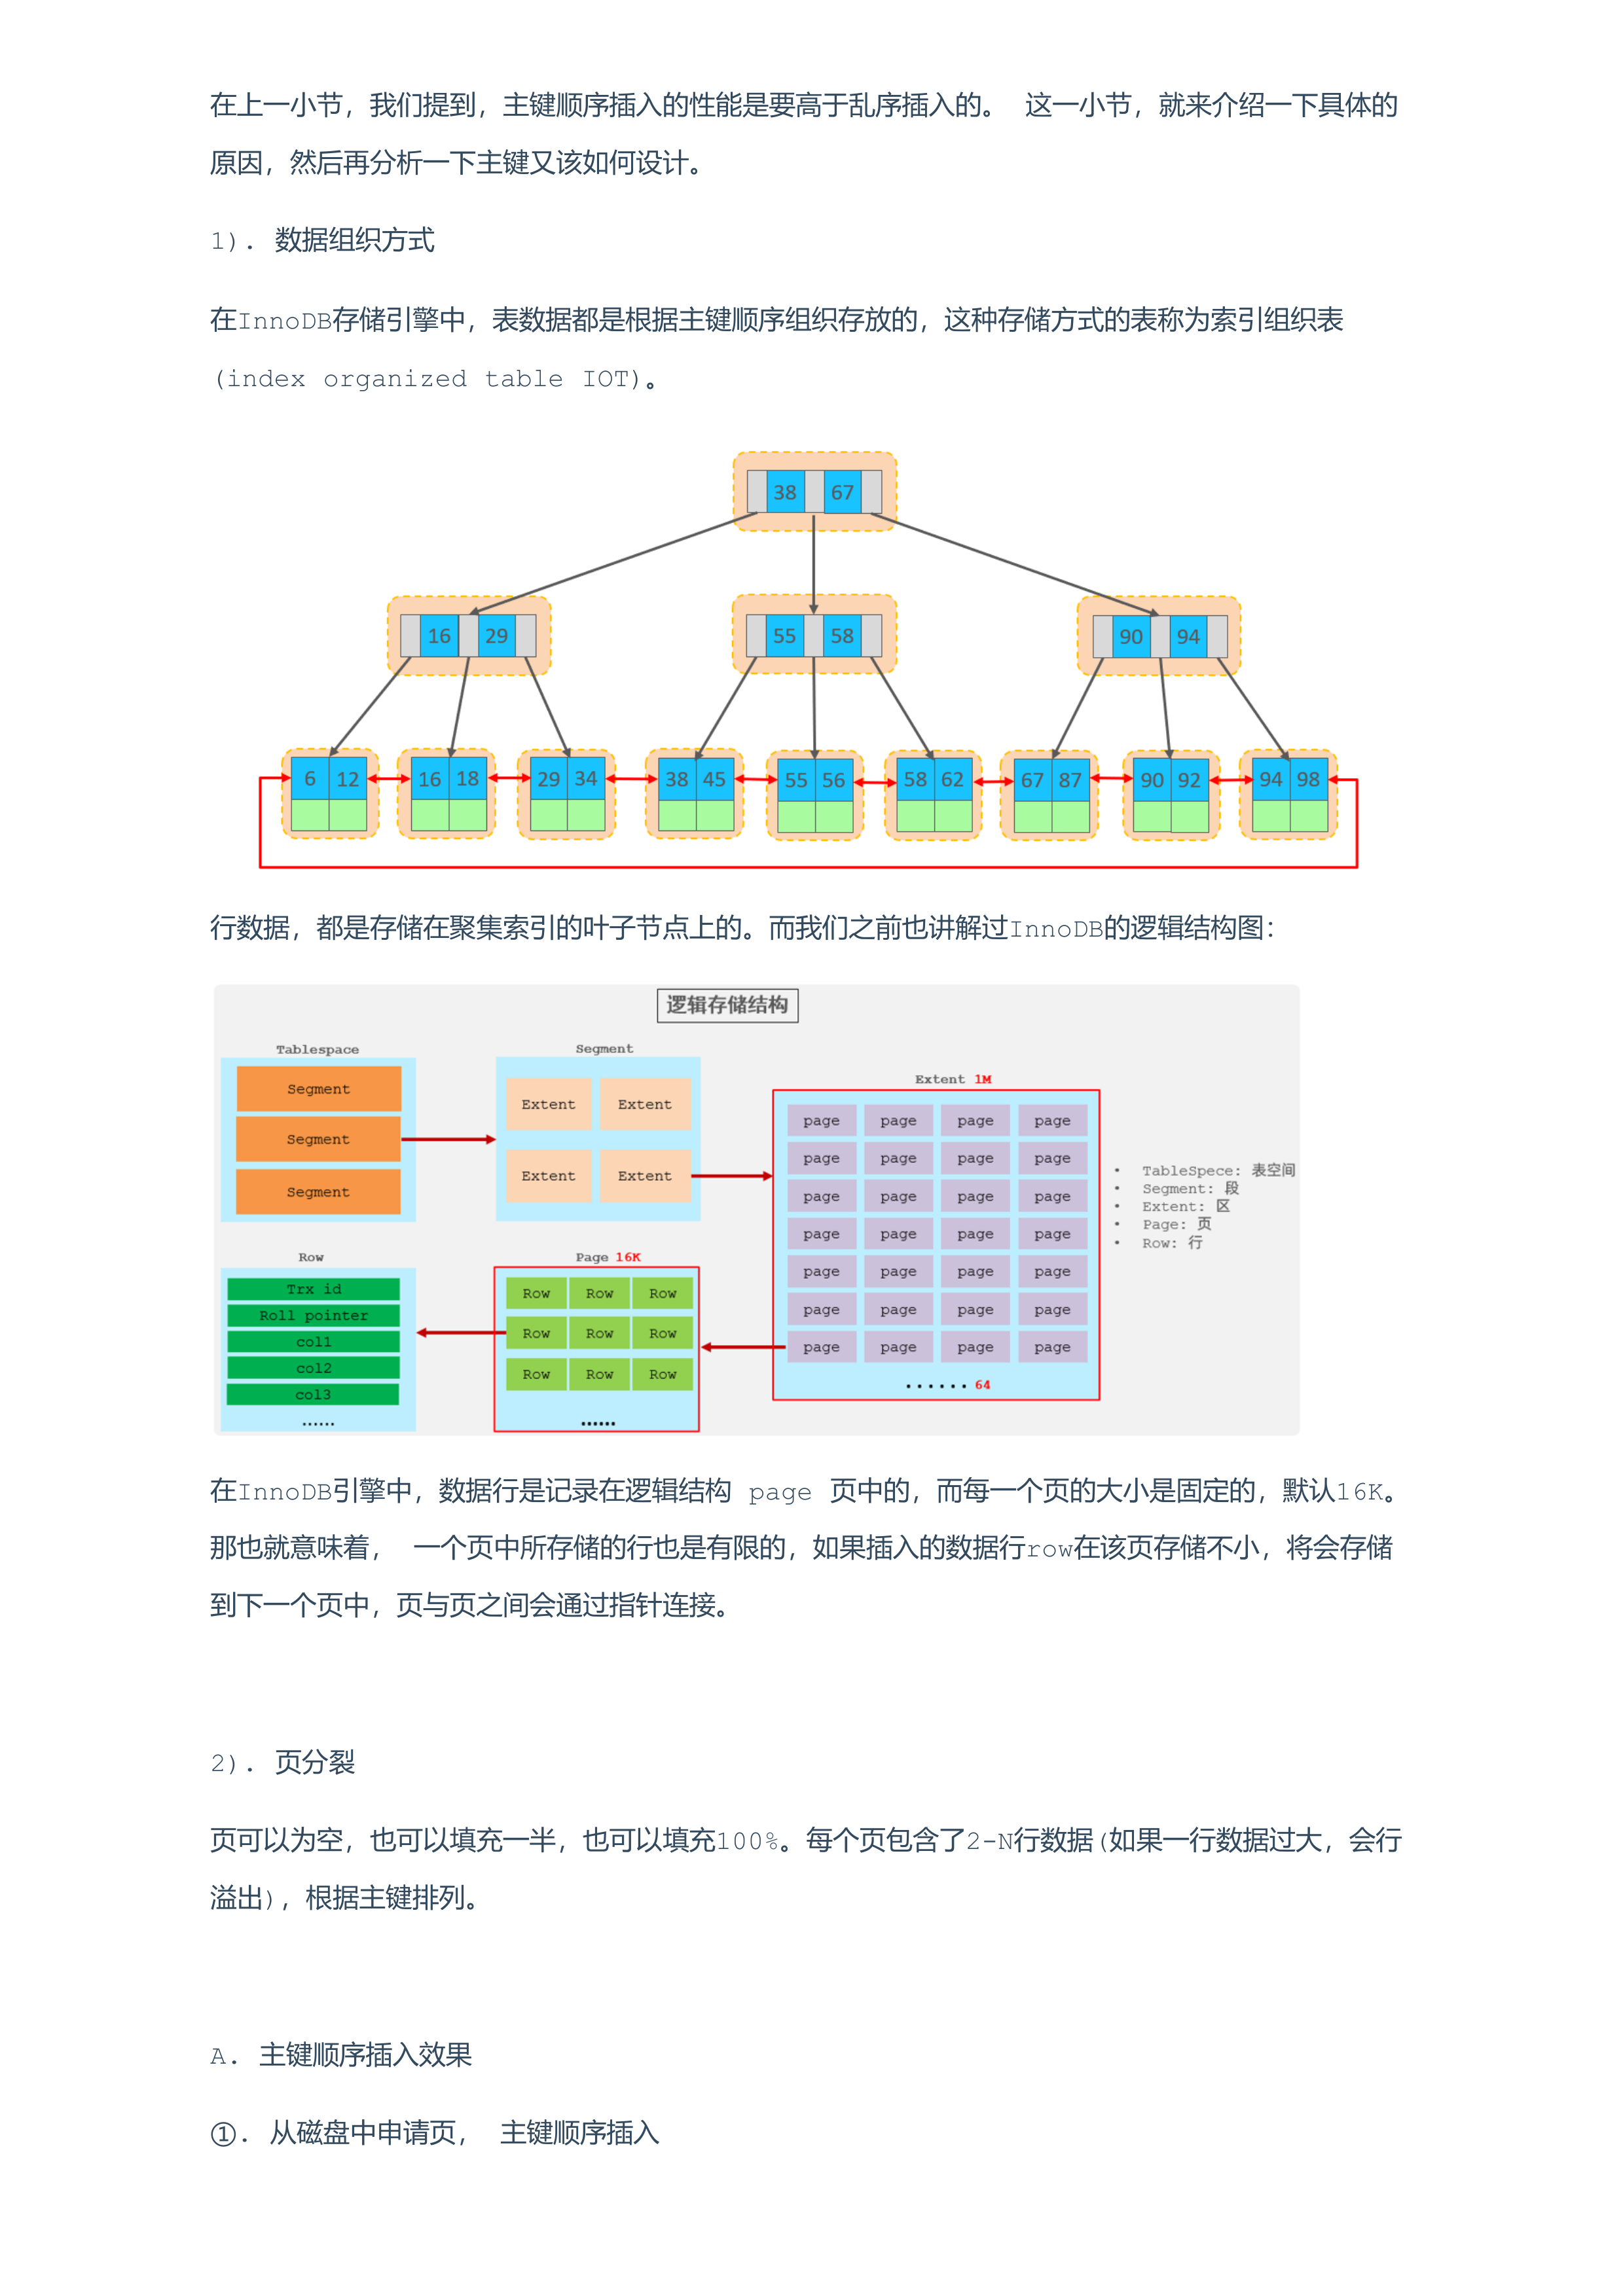 在上一小节，我们提到，主键顺序插入的性能是要高于乱序插入的。 这一小节，就来介绍一下具体的
原因，然后再分析一下主键又该如何设计。
1). 数据组织方式
在InnoDB存储引擎中，表数据都是根据主键顺序组织存放的，这种存储方式的表称为索引组织表
(index organized table IOT)。
38 67
16 29 55 58 90 94
6 12 16 18 29 34 38 45 55 56 58 62 67 87 90 92 94 98
行数据，都是存储在聚集索引的叶子节点上的。而我们之前也讲解过InnoDB的逻辑结构图：
逻辑存储结构
Tablespace
Segment
Segment
Segment
Segment
Extent Extent
Extent Extent
Extent 1M
page page page page
page page page page
page page page page
page page page page
page page page page
page page page page
page page page page
······ 64
• TableSpece: 表空间
• Segment: 段
• Extent: 区
• Page: 页
• Row: 行
Row
Trx id
Roll pointer
col1
col2
col3
......
Page 16K
Row Row Row
Row Row Row
Row Row Row
......
在InnoDB引擎中，数据行是记录在逻辑结构 page 页中的，而每一个页的大小是固定的，默认16K。
那也就意味着， 一个页中所存储的行也是有限的，如果插入的数据行row在该页存储不小，将会存储
到下一个页中，页与页之间会通过指针连接。
2). 页分裂
页可以为空，也可以填充一半，也可以填充100%。每个页包含了2-N行数据(如果一行数据过大，会行
溢出)，根据主键排列。
A. 主键顺序插入效果
①. 从磁盘中申请页， 主键顺序插入